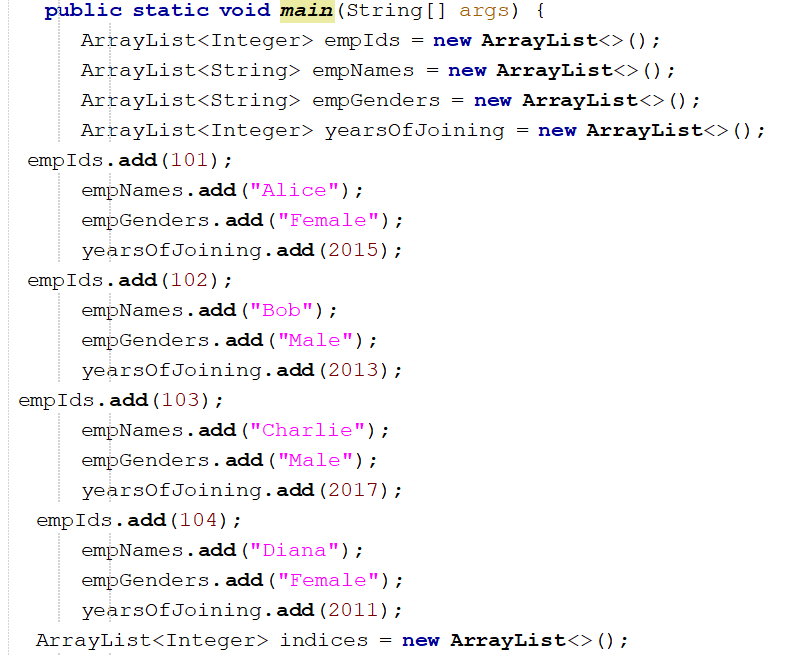 public static void main(String[] args) {
ArrayList<Integer> empIds = new ArrayList<>();
ArrayList<String> empNames = new ArrayList<>();
ArrayList<String> empGenders = new ArrayList<>();
ArrayList<Integer> yearsOfJoining = new ArrayList<>();
empIds.add(101);
empNames.add("Alice");
empGenders.add("Female");
yearsOfJoining.add(2015);
empIds.add(102);
empNames.add("Bob");
empGenders.add("Male");
yearsOfJoining.add(2013);
empIds.add(103);
empNames.add("Charlie");
empGenders.add("Male");
yearsOfJoining.add(2017);
empIds.add(104);
empNames.add("Diana");
empGenders.add("Female");
yearsOfJoining.add(2011);
ArrayList<Integer> indices = new ArrayList<>();